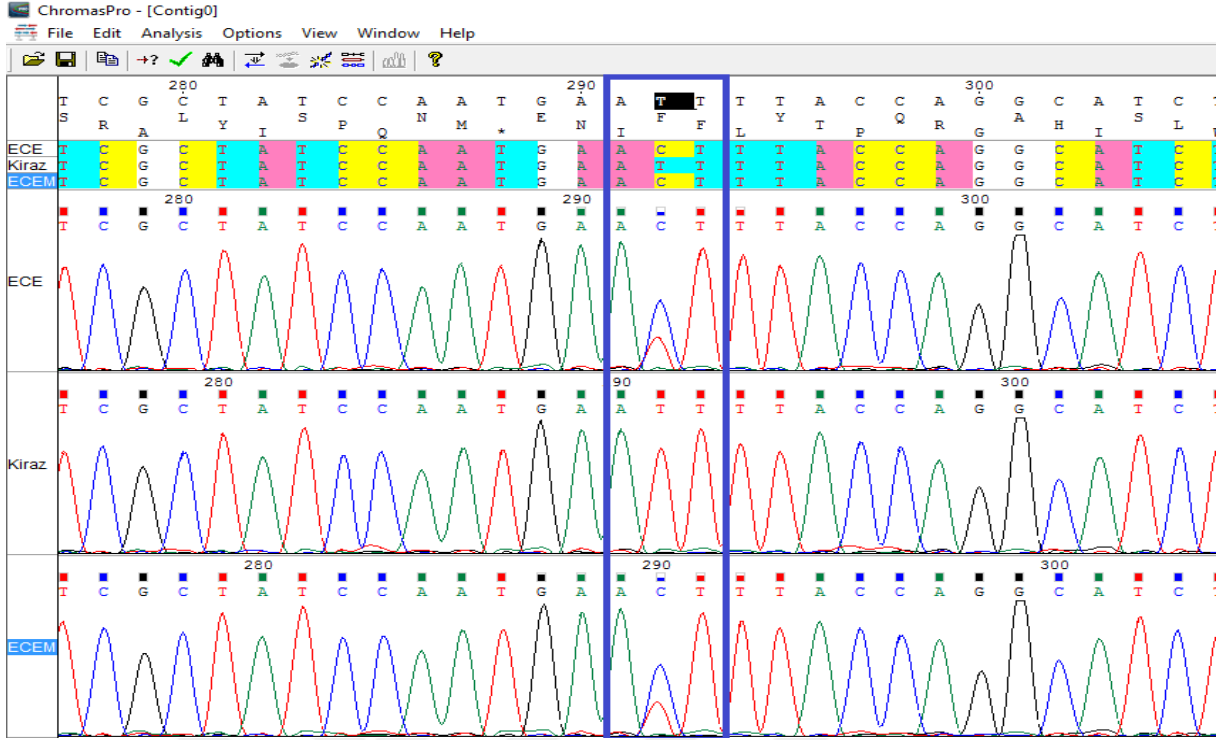 ChromasPro - [Contig0]
File Edit Analysis Options View Window Help
→? ?
280 290 300
T C G C T A T C C A A T G A A T T T T A C C A G G C A T C T
S L S N E F Y Q A S
R Y P M N F T R H L
A I Q * I L P G I
ECE T C G C T A T C C A A T G A A C T T T A C C A G G C A T C T
Kiraz T C G C T A T C C A A T G A A T T T T A C C A G G C A T C T
ECEM T C G C T A T C C A A T G A A C T T T A C C A G G C A T C T
280 290 300
T C G C T A T C C A A T G A A C T T T A C C A G G C A T C T
ECE
280 90 300
T C G C T A T C C A A T G A A T T T T A C C A G G C A T C T
Kiraz
280 290 300
T C G C T A T C C A A T G A A C T T T A C C A G G C A T C T
ECEM